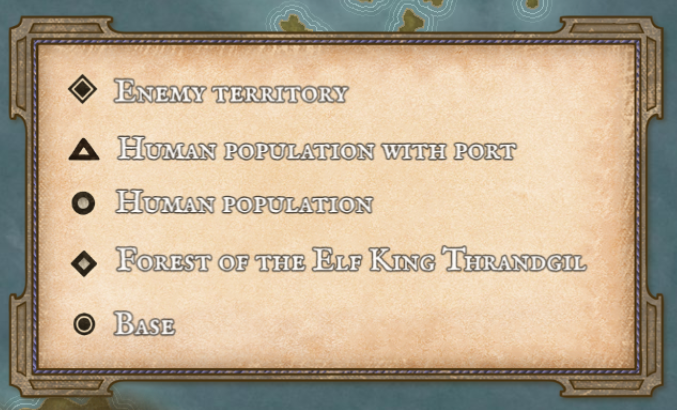 Enemy territory
Human population with port
Human population
Forest of the Elf King Thrandgil
Base